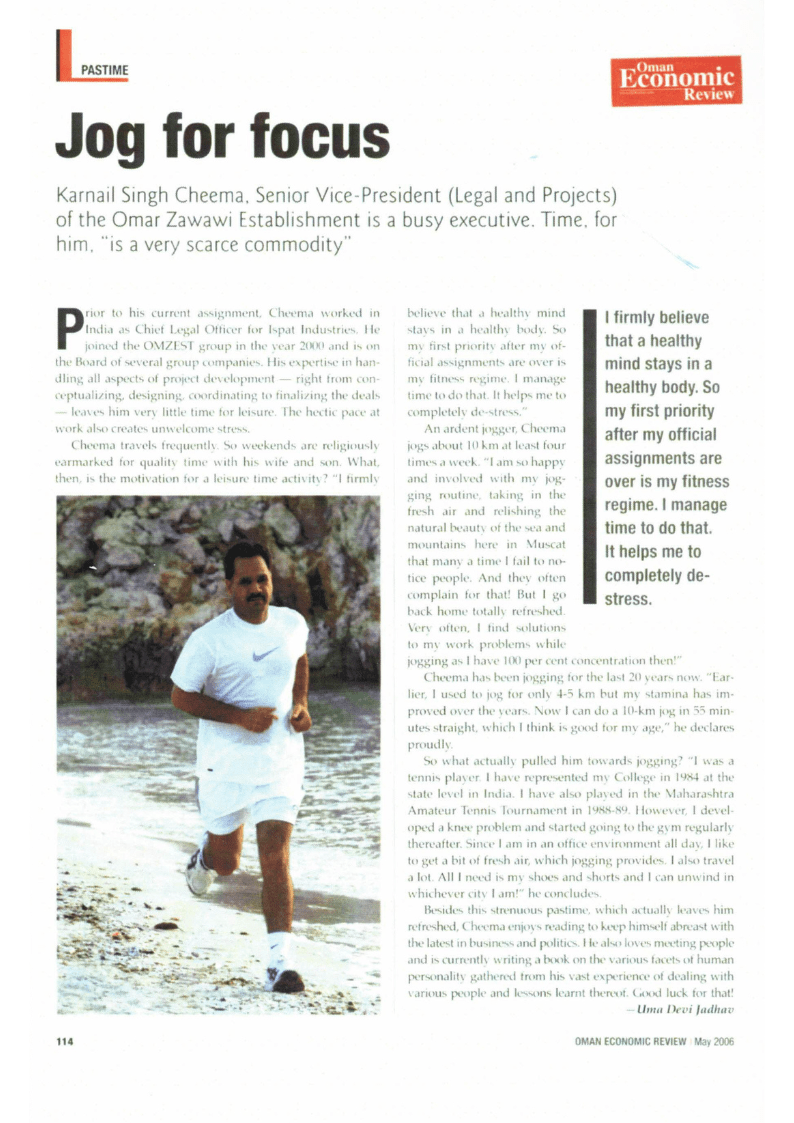 PASTIME
Oman
Economic
Review
Jog for focus
Karnail Singh Cheema, Senior Vice-President (Legal and Projects)
of the Omar Zawawi Establishment is a busy executive. Time, for
him, "is a very scarce commodity"
Prior to his current assignment, Cheema worked in
India as Chief Legal Officer for Ispat Industries. He
joined the OMZEST group in the year 2000 and is on
the Board of several group companies. His expertise in han-
dling all aspects of project development — right from con-
ceptualizing, designing, coordinating to finalizing the deals
— leaves him very little time for leisure. The hectic pace at
work also creates unwelcome stress.
Cheema travels frequently. So weekends are religiously
earmarked for quality time with his wife and son. What,
then, is the motivation for a leisure time activity? "I firmly
believe that a healthy mind
stays in a healthy body. So
my first priority after my of-
ficial assignments are over is
my fitness regime. I manage
time to do that. It helps me to
completely de-stress."
An ardent jogger, Cheema
jogs about 10 km at least four
times a week. "I am so happy
and involved with my jog-
ging routine, taking in the
fresh air and relishing the
natural beauty of the sea and
mountains here in Muscat
that many a time I fail to no-
tice people. And they often
complain for that! But I go
back home totally refreshed.
Very often, I find solutions
to my work problems while
jogging as I have 100 per cent concentration then!"
Cheema has been jogging for the last 20 years now. "Ear-
lier, I used to jog for only 4-5 km but my stamina has im-
proved over the years. Now I can do a 10-km jog in 55 min-
utes straight, which I think is good for my age," he declares
proudly.
So what actually pulled him towards jogging? "I was a
tennis player. I have represented my College in 1984 at the
state level in India. I have also played in the Maharashtra
Amateur Tennis Tournament in 1988-89. However, I devel-
oped a knee problem and started going to the gym regularly
thereafter. Since I am in an office environment all day, I like
to get a bit of fresh air, which jogging provides. I also travel
a lot. All I need is my shoes and shorts and I can unwind in
whichever city I am!" he concludes.
Besides this strenuous pastime, which actually leaves him
refreshed, Cheema enjoys reading to keep himself abreast with
the latest in business and politics. He also loves meeting people
and is currently writing a book on the various facets of human
personality gathered from his vast experience of dealing with
various people and lessons learnt thereof. Good luck for that!
— Uma Devi Jadhav
I firmly believe
that a healthy
mind stays in a
healthy body. So
my first priority
after my official
assignments are
over is my fitness
regime. I manage
time to do that.
It helps me to
completely de-
stress.
114
OMAN ECONOMIC REVIEW / May 2006